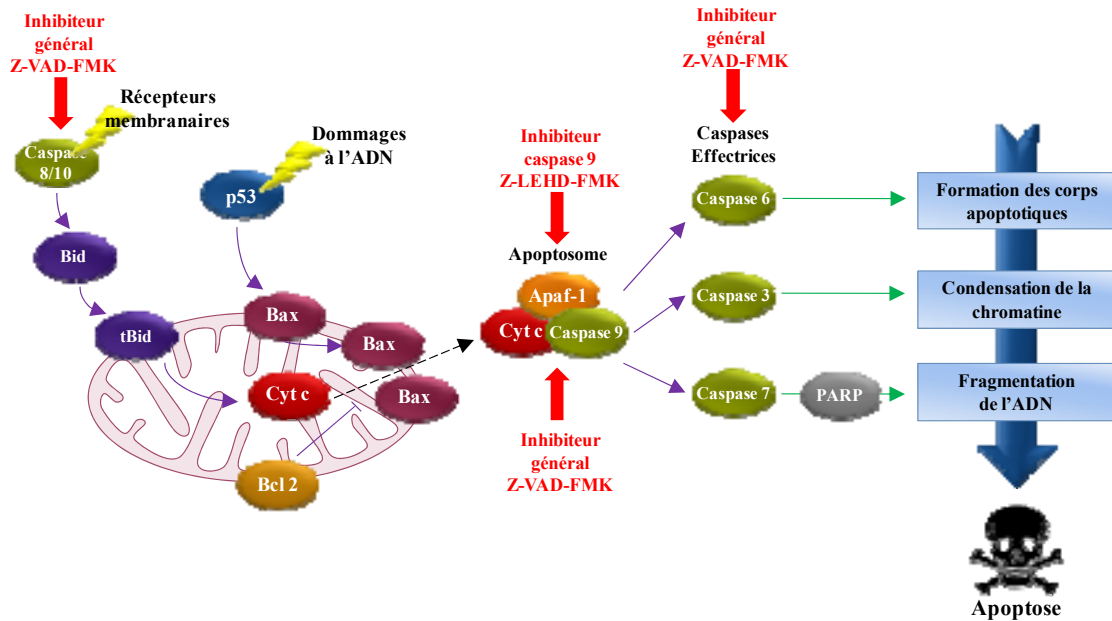 Inhibiteur
général
Z-VAD-FMK
Récepteurs
membranaires
Caspase
8/10
Bid
tBid
Dommages
à l'ADN
p53
Bax
Bax
Bax
Cyt c
Bcl 2
Inhibiteur
caspase 9
Z-LEHD-FMK
Apoptosome
Apaf-1
Cyt c
Caspase 9
Inhibiteur
général
Z-VAD-FMK
Inhibiteur
général
Z-VAD-FMK
Caspases
Effectrices
Caspase 6
Caspase 3
Caspase 7
PARP
Formation des corps
apoptotiques
Condensation de la
chromatine
Fragmentation
de l'ADN
Apoptose